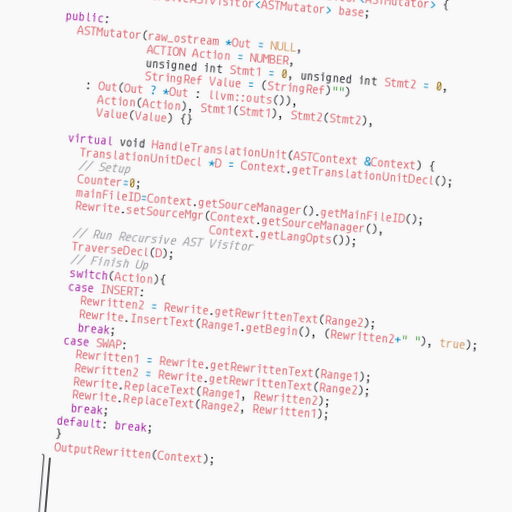 <ASTMutator> {
<ASTMutator> base;
public:
ASTMutator(raw_ostream *Out = NULL,
ACTION Action = NUMBER,
unsigned int Stmt1 = 0, unsigned int Stmt2 = 0,
StringRef Value = (StringRef)"")
: Out(Out ? *Out : llvm::outs()),
Action(Action), Stmt1(Stmt1), Stmt2(Stmt2),
Value(Value) {}
virtual void HandleTranslationUnit(ASTContext &Context) {
TranslationUnitDecl *D = Context.getTranslationUnitDecl();
// Setup
Counter=0;
mainFileID=Context.getSourceManager().getMainFileID();
Rewrite.setSourceMgr(Context.getSourceManager(),
Context.getLangOpts());
// Run Recursive AST Visitor
TraverseDecl(D);
// Finish Up
switch(Action){
case INSERT:
Rewritten2 = Rewrite.getRewrittenText(Range2);
Rewrite.InsertText(Range1.getBegin(), (Rewritten2+" "), true);
break;
case SWAP:
Rewritten1 = Rewrite.getRewrittenText(Range1);
Rewritten2 = Rewrite.getRewrittenText(Range2);
Rewrite.ReplaceText(Range1, Rewritten2);
Rewrite.ReplaceText(Range2, Rewritten1);
break;
default: break;
}
OutputRewritten(Context);